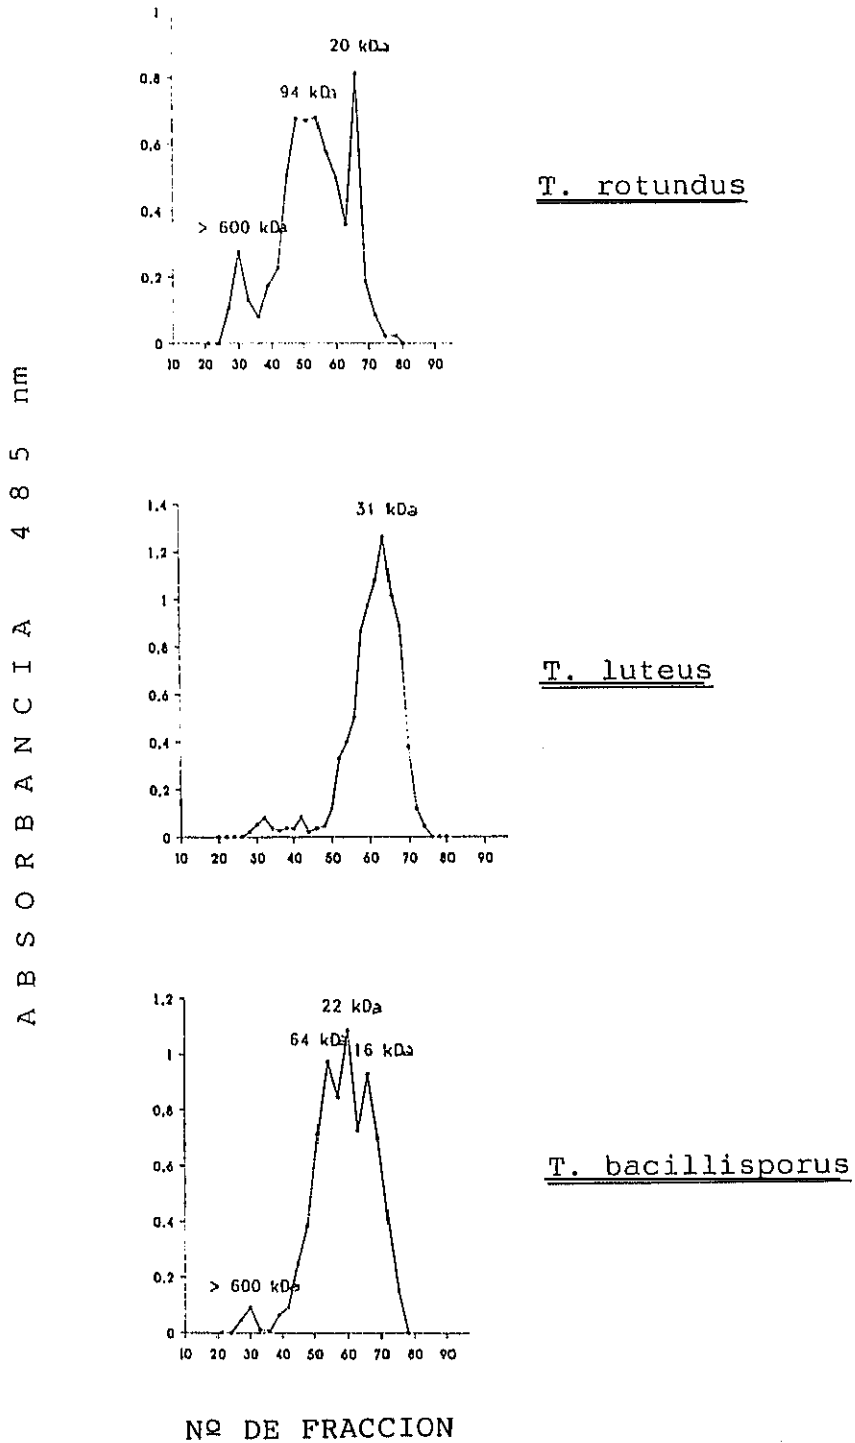 1
20 kDa
0,8
94 kDa
0,6
T. rotundus
0,4
> 600 kDa
0,2
0
10 20 30 40 50 60 70 80 90
ABSORBANCIA 485 nm
1,4
31 kDa
1,2
1
0,8
T. luteus
0,6
0,4
0,2
0
10 20 30 40 50 60 70 80 90
1,2
22 kDa
64 kDa
16 kDa
1
0,8
T. bacillisporus
0,6
0,4
0,2
> 600 kDa
0
10 20 30 40 50 60 70 80 90
Nº DE FRACCION